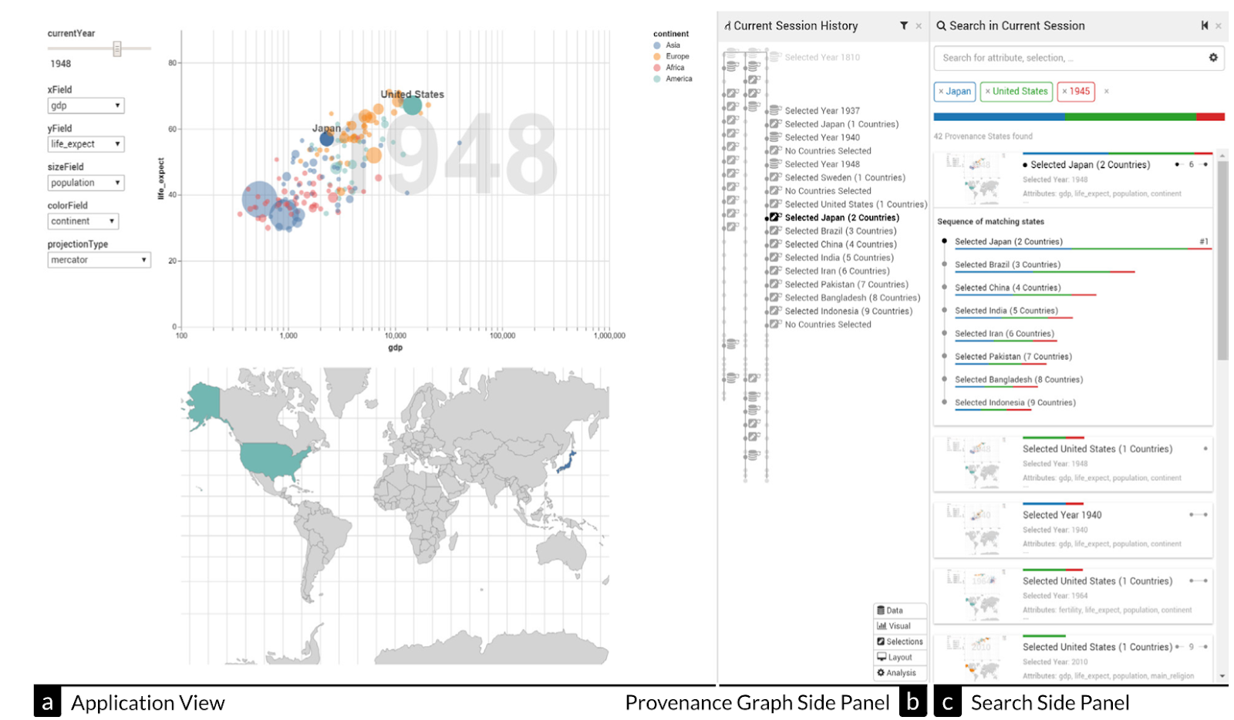 currentYear
1948
xField
gdp
yField
life_expect
sizeField
population
colorField
continent
projectionType
mercator
1948
life_expect
80
60
40
20
0
100
1,000
10,000
100,000
1,000,000
gdp
United States
Japan
continent
Asia
Europe
Africa
America
Current Session History
Selected Year 1810
Selected Year 1937
Selected Japan (1 Countries)
Selected Year 1940
No Countries Selected
Selected Year 1948
Selected Sweden (1 Countries)
No Countries Selected
Selected United States (1 Countries)
Selected Japan (2 Countries)
Selected Brazil (3 Countries)
Selected China (4 Countries)
Selected India (5 Countries)
Selected Iran (6 Countries)
Selected Pakistan (7 Countries)
Selected Bangladesh (8 Countries)
Selected Indonesia (9 Countries)
No Countries Selected
Data
Visual
Selections
Layout
Analysis
Search in Current Session
Search for attribute, selection, ...
× Japan × United States × 1945 ×
42 Provenance States found
Selected Japan (2 Countries) 6
Selected Year: 1948
Attributes: gdp, life_expect, population, continent
Sequence of matching states
Selected Japan (2 Countries) #1
Selected Brazil (3 Countries)
Selected China (4 Countries)
Selected India (5 Countries)
Selected Iran (6 Countries)
Selected Pakistan (7 Countries)
Selected Bangladesh (8 Countries)
Selected Indonesia (9 Countries)
Selected United States (1 Countries)
Selected Year: 1948
Attributes: gdp, life_expect, population, continent
...
Selected Year 1940
Selected Year: 1940
Attributes: gdp, life_expect, population, continent
...
Selected United States (1 Countries)
Selected Year: 1964
Attributes: fertility, life_expect, population, continent
...
Selected United States (1 Countries) 9
Selected Year: 2010
Attributes: gdp, life_expect, population, main_religion
a Application View
Provenance Graph Side Panel b
c Search Side Panel